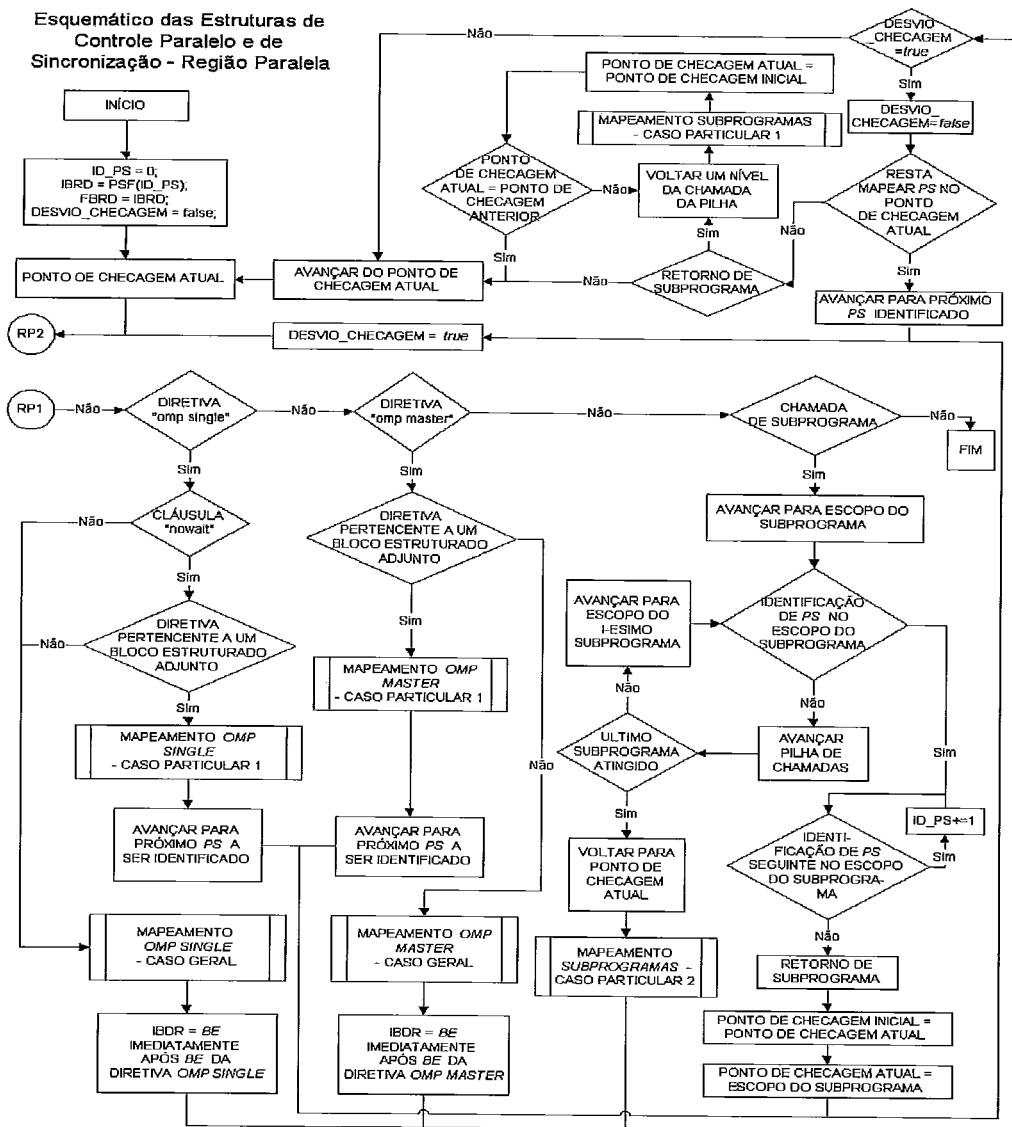 Esquemático das Estruturas de
Controle Paralelo e de
Sincronização - Região Paralela
INÍCIO
ID_PS = 0;
IBRD = PSF(ID_PS);
FBRD = IBRD;
DESVIO_CHECAGEM = false;
PONTO DE CHECAGEM ATUAL
RP2
Não
DESVIO
_CHECAGEM
=true
Sim
DESVIO_
CHECAGEM=false
PONTO DE CHECAGEM ATUAL =
PONTO DE CHECAGEM INICIAL
MAPEAMENTO SUBPROGRAMAS
- CASO PARTICULAR 1
PONTO
DE CHECAGEM
ATUAL = PONTO DE
CHECAGEM
ANTERIOR
Não
VOLTAR UM NÍVEL
DA CHAMADA
DA PILHA
Sim
RESTA
MAPEAR PS NO
PONTO
DE CHECAGEM
ATUAL
Não
Sim
Sim
AVANÇAR DO PONTO DE
CHECAGEM ATUAL
Não
RETORNO DE
SUBPROGRAMA
AVANÇAR PARA PRÓXIMO
PS IDENTIFICADO
DESVIO_CHECAGEM = true
RP1
Não
DIRETIVA
"omp single"
Não
DIRETIVA
"omp master"
Não
CHAMADA
DE SUBPROGRAMA
Não
FIM
Sim
Sim
Sim
Não
CLÁUSULA
"nowait"
Sim
DIRETIVA
PERTENCENTE A UM
BLOCO ESTRUTURADO
ADJUNTO
Não
Sim
MAPEAMENTO OMP
SINGLE
- CASO PARTICULAR 1
AVANÇAR PARA
PRÓXIMO PS A
SER IDENTIFICADO
MAPEAMENTO
OMP SINGLE
- CASO GERAL
IBDR = BE
IMEDIATAMENTE
APÓS BE DA
DIRETIVA OMP SINGLE
DIRETIVA
PERTENCENTE A UM
BLOCO ESTRUTURADO
ADJUNTO
Sim
Não
MAPEAMENTO OMP
MASTER
- CASO PARTICULAR 1
AVANÇAR PARA
PRÓXIMO PS A
SER IDENTIFICADO
MAPEAMENTO OMP
MASTER
- CASO GERAL
IBDR = BE
IMEDIATAMENTE
APÓS BE DA
DIRETIVA OMP MASTER
AVANÇAR PARA ESCOPO DO
SUBPROGRAMA
AVANÇAR PARA
ESCOPO DO
I-ESIMO
SUBPROGRAMA
IDENTIFICAÇÃO
DE PS NO
ESCOPO DO
SUBPROGRAMA
Não
Não
Sim
ULTIMO
SUBPROGRAMA
ATINGIDO
AVANÇAR
PILHA DE
CHAMADAS
Sim
VOLTAR PARA
PONTO DE
CHECAGEM
ATUAL
MAPEAMENTO
SUBPROGRAMAS -
CASO PARTICULAR 2
ID_PS+=1
IDENTI-
FICAÇÃO DE PS
SEGUINTE NO ESCOPO
DO SUBPROGRA-
MA
Sim
Não
RETORNO DE
SUBPROGRAMA
PONTO DE CHECAGEM INICIAL =
PONTO DE CHECAGEM ATUAL
PONTO DE CHECAGEM ATUAL =
ESCOPO DO SUBPROGRAMA